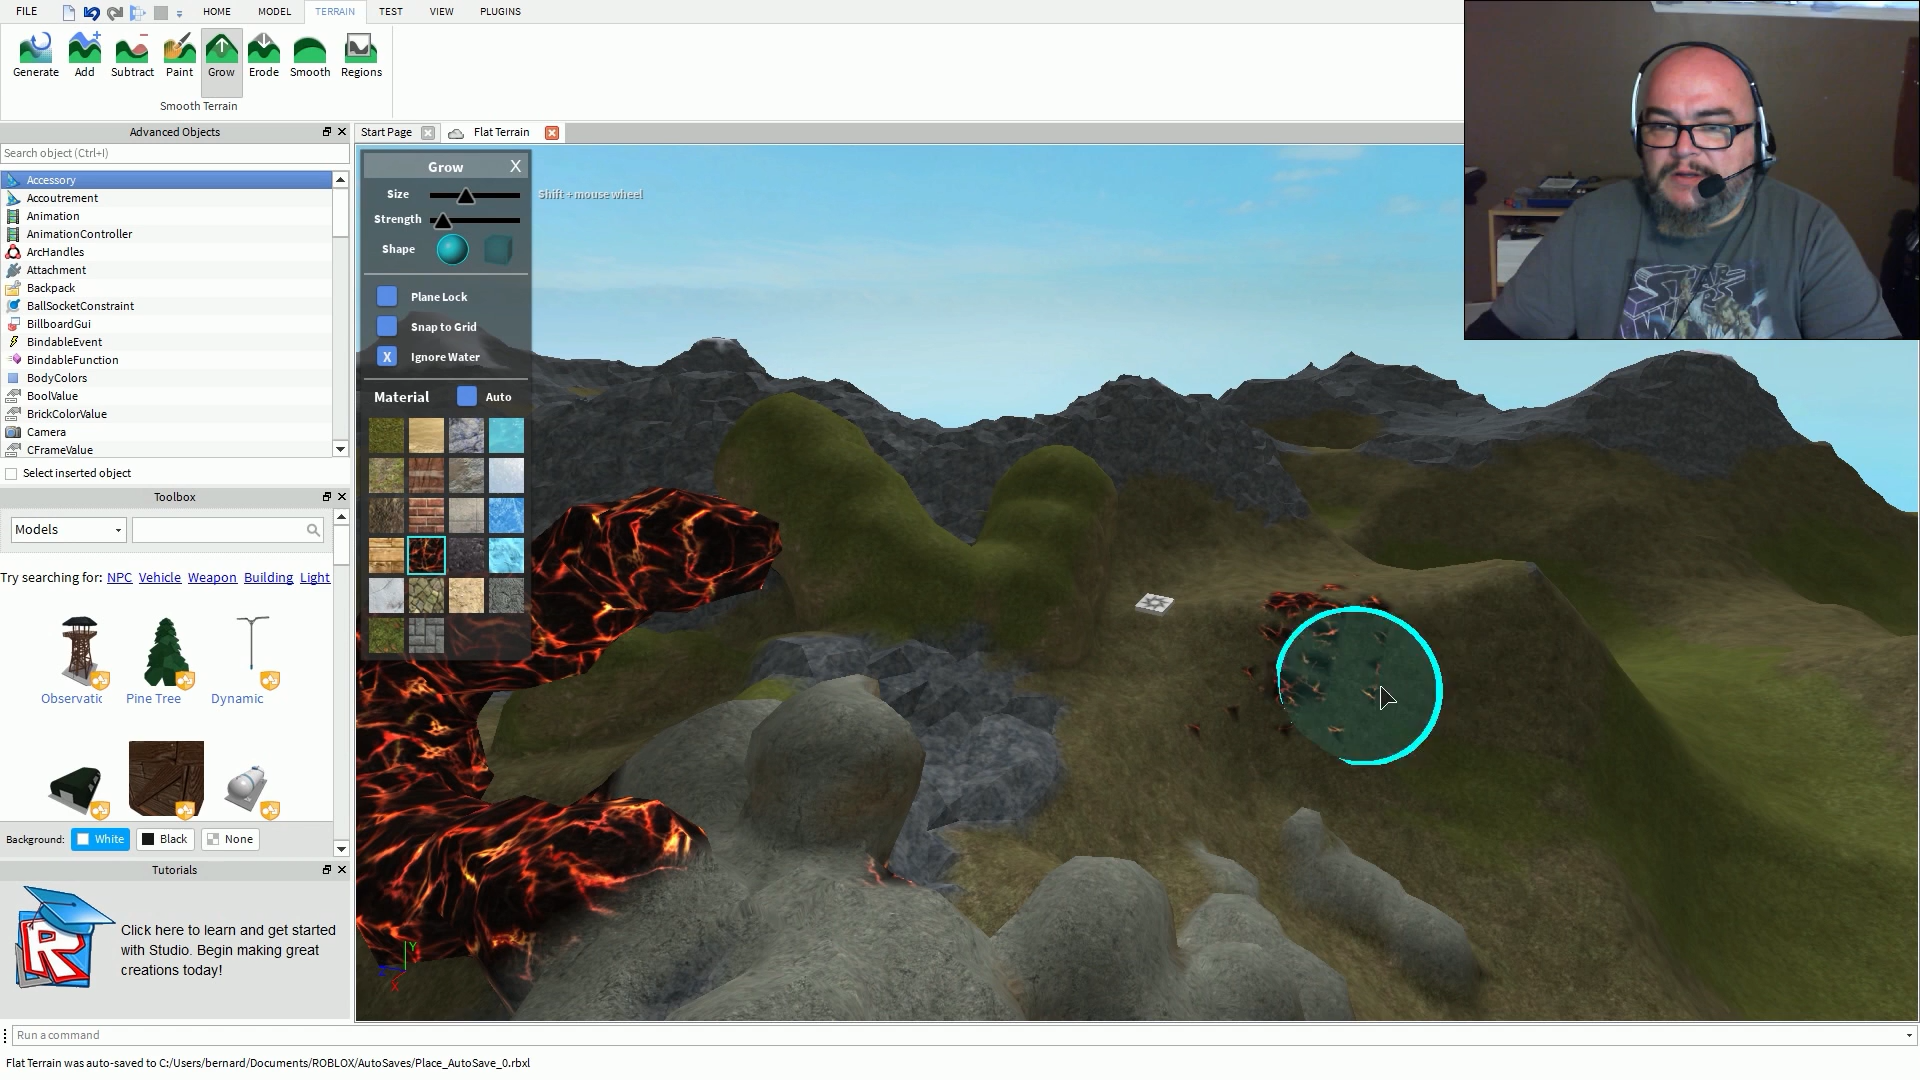 FILE
HOME
MODEL
TERRAIN
TEST
VIEW
PLUGINS
Generate
Add
Subtract
Paint
Grow
Erode
Smooth
Regions
Smooth Terrain
Advanced Objects
Search object (Ctrl+I)
Accessory
Accoutrement
Animation
AnimationController
ArcHandles
Attachment
Backpack
BallSocketConstraint
BillboardGui
BindableEvent
BindableFunction
BodyColors
BoolValue
BrickColorValue
Camera
CFrameValue
Select inserted object
Toolbox
Models
Try searching for: NPC Vehicle Weapon Building Light
Observatic
Pine Tree
Dynamic
Background: White Black None
Tutorials
Click here to learn and get started
with Studio. Begin making great
creations today!
Start Page
Flat Terrain
Grow X
Size
Shift + mouse wheel
Strength
Shape
Plane Lock
Snap to Grid
X Ignore Water
Material Auto
Y
Z
X
Run a command
Flat Terrain was auto-saved to C:/Users/bernard/Documents/ROBLOX/AutoSaves/Place_AutoSave_0.rbxl